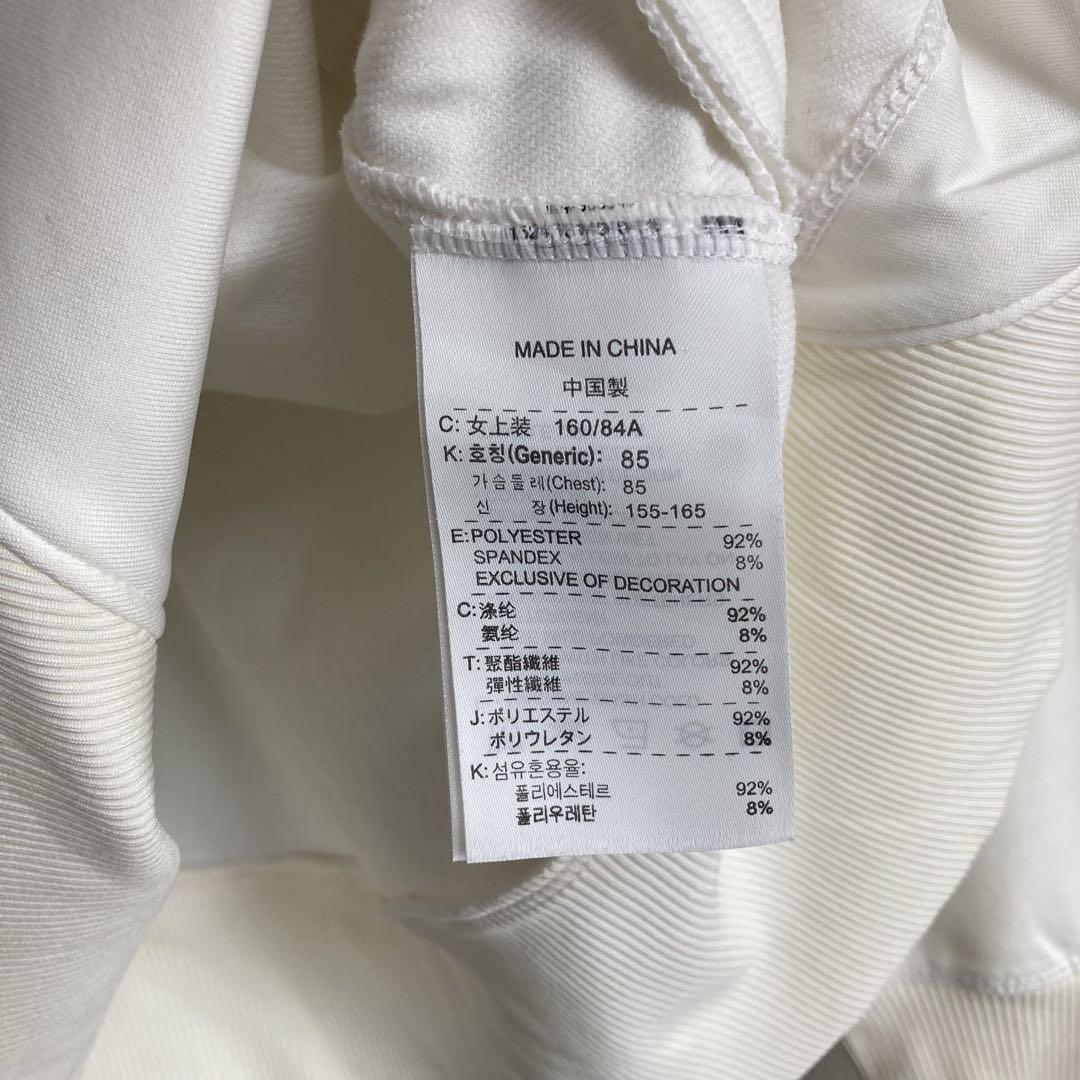 MADE IN CHINA
中国製
C: 女上装 160/84A
K: 호칭(Generic): 85
가슴둘레(Chest): 85
신 장(Height): 155-165
E: POLYESTER 92%
SPANDEX 8%
EXCLUSIVE OF DECORATION
C: 涤纶 92%
氨纶 8%
T: 聚酯纖維 92%
彈性纖維 8%
J: ポリエステル 92%
ポリウレタン 8%
K: 섬유혼용율:
폴리에스테르 92%
폴리우레탄 8%